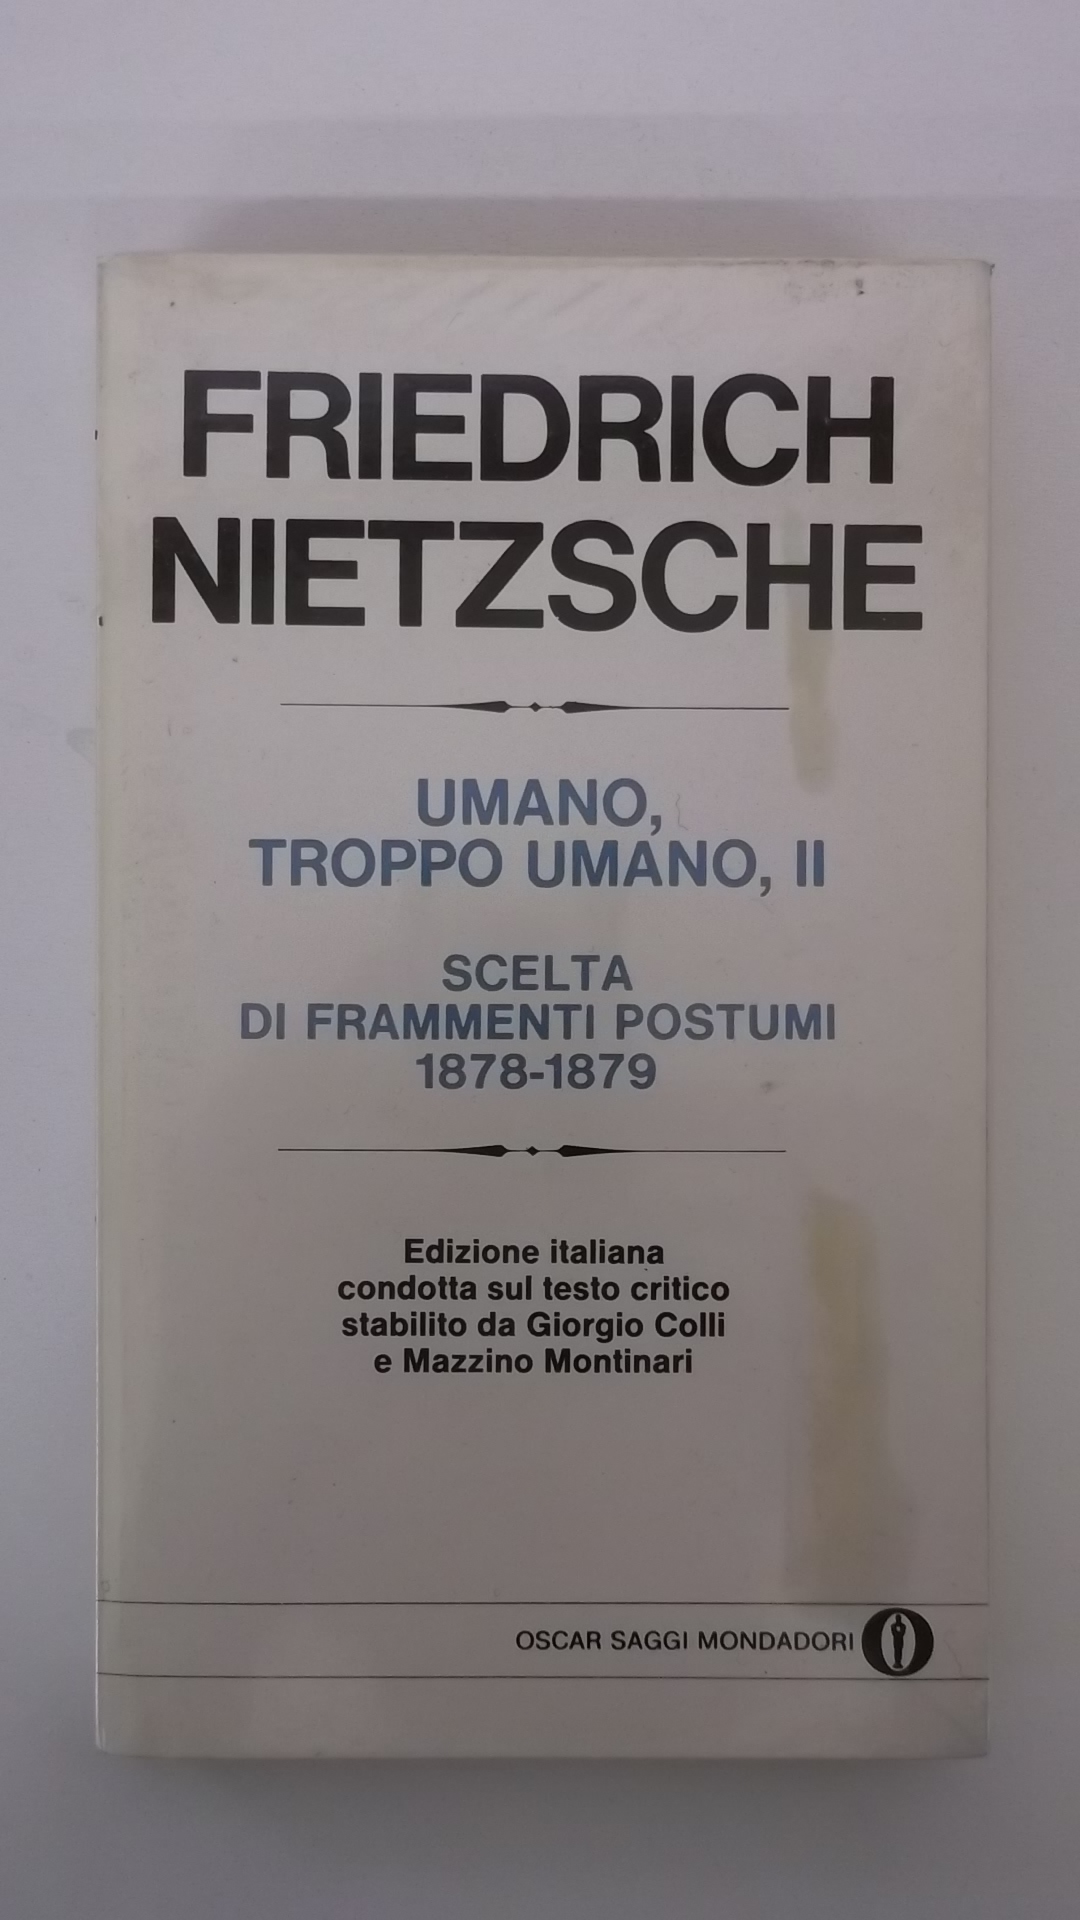 FRIEDRICH
NIETZSCHE
UMANO,
TROPPO UMANO, II
SCELTA
DI FRAMMENTI POSTUMI
1878-1879
Edizione italiana
condotta sul testo critico
stabilito da Giorgio Colli
e Mazzino Montinari
OSCAR SAGGI MONDADORI